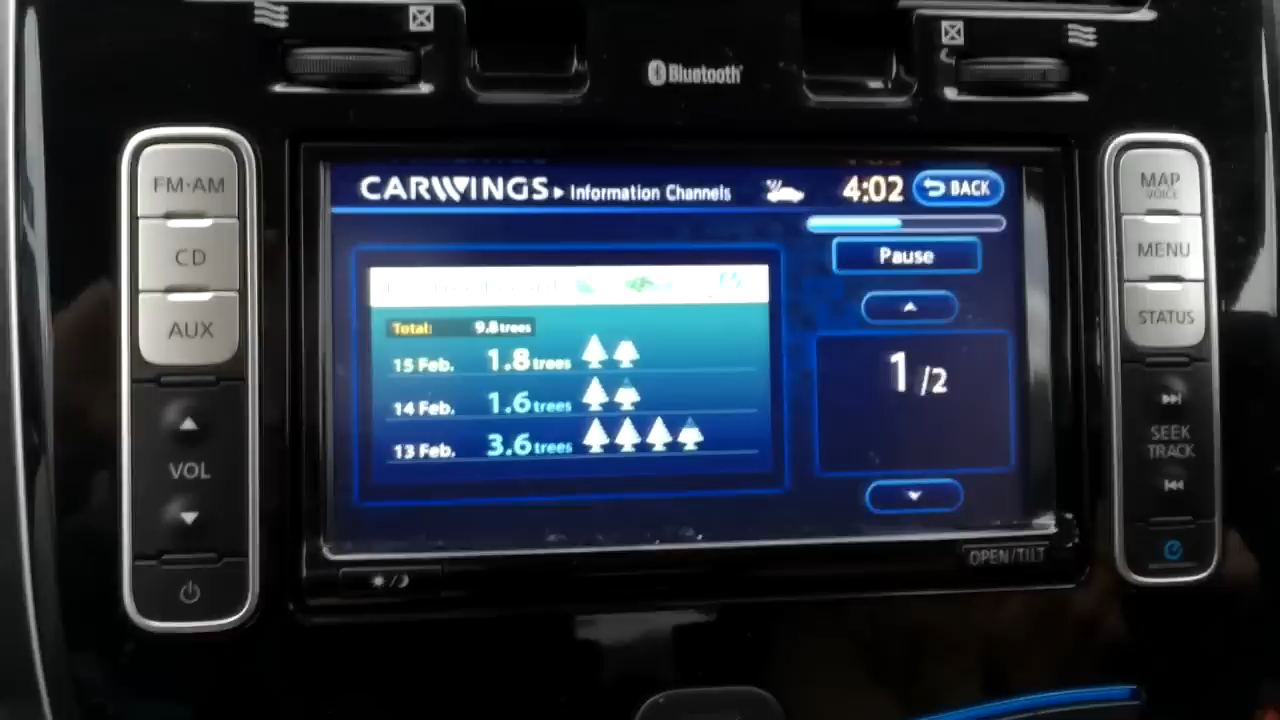 Bluetooth
FM·AM
CD
AUX
VOL
CARWINGS ▸ Information Channels
4:02
BACK
Pause
Total: 9.8 trees
15 Feb. 1.8 trees
14 Feb. 1.6 trees
13 Feb. 3.6 trees
1/2
MAP
VOICE
MENU
STATUS
SEEK
TRACK
OPEN/TILT